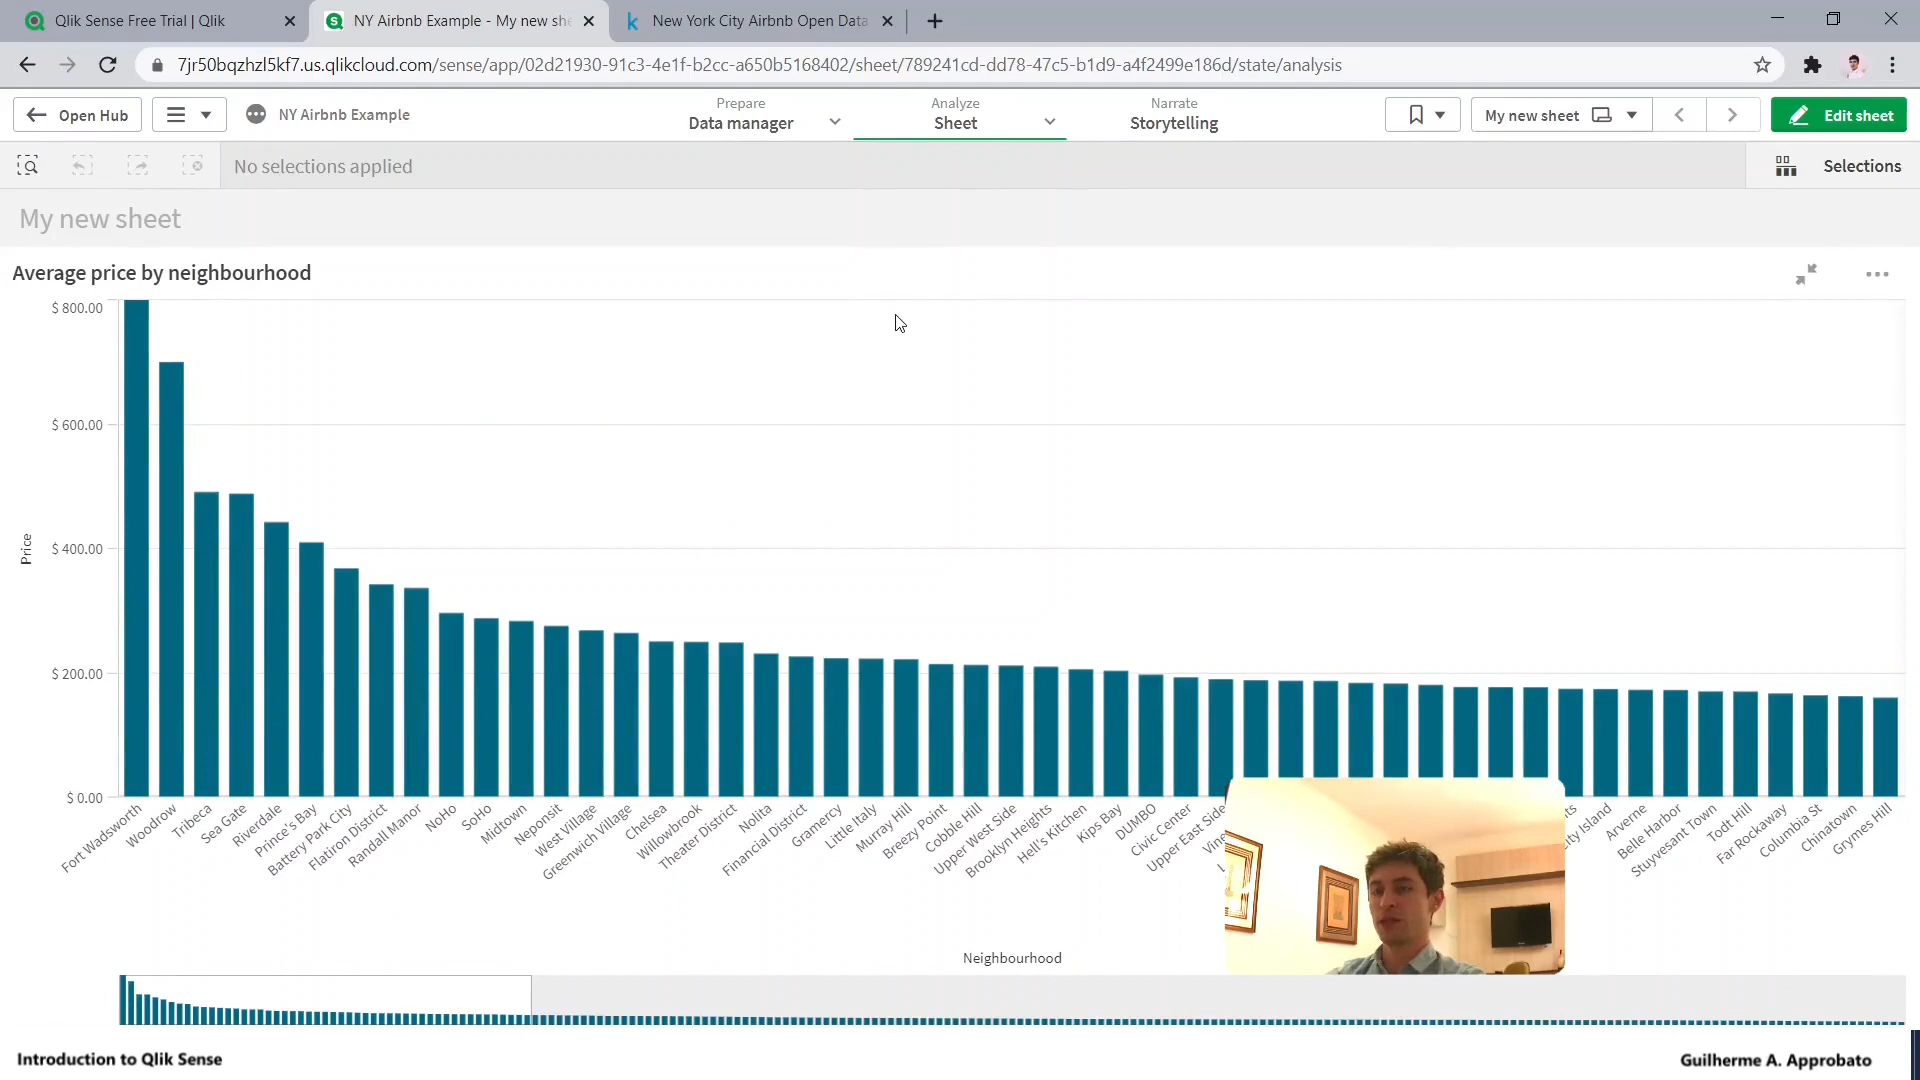 Qlik Sense Free Trial | Qlik
NY Airbnb Example - My new she
New York City Airbnb Open Data
7jr50bqzhzl5kf7.us.qlikcloud.com/sense/app/02d21930-91c3-4e1f-b2cc-a650b5168402/sheet/789241cd-dd78-47c5-b1d9-a4f2499e186d/state/analysis
Open Hub
NY Airbnb Example
Prepare
Data manager
Analyze
Sheet
Narrate
Storytelling
My new sheet
Edit sheet
No selections applied
Selections
My new sheet
Average price by neighbourhood
$ 800.00
$ 600.00
$ 400.00
$ 200.00
$ 0.00
Price
Fort Wadsworth
Woodrow
Tribeca
Sea Gate
Riverdale
Prince's Bay
Battery Park City
Flatiron District
Randall Manor
NoHo
SoHo
Midtown
Neponsit
West Village
Greenwich Village
Chelsea
Willowbrook
Theater District
Nolita
Financial District
Gramercy
Little Italy
Murray Hill
Breezy Point
Cobble Hill
Upper West Side
Brooklyn Heights
Hell's Kitchen
Kips Bay
DUMBO
Civic Center
Upper East Side
Vine
ity Island
Arverne
Belle Harbor
Stuyvesant Town
Todt Hill
Far Rockaway
Columbia St
Chinatown
Grymes Hill
Neighbourhood
Introduction to Qlik Sense
Guilherme A. Approbato